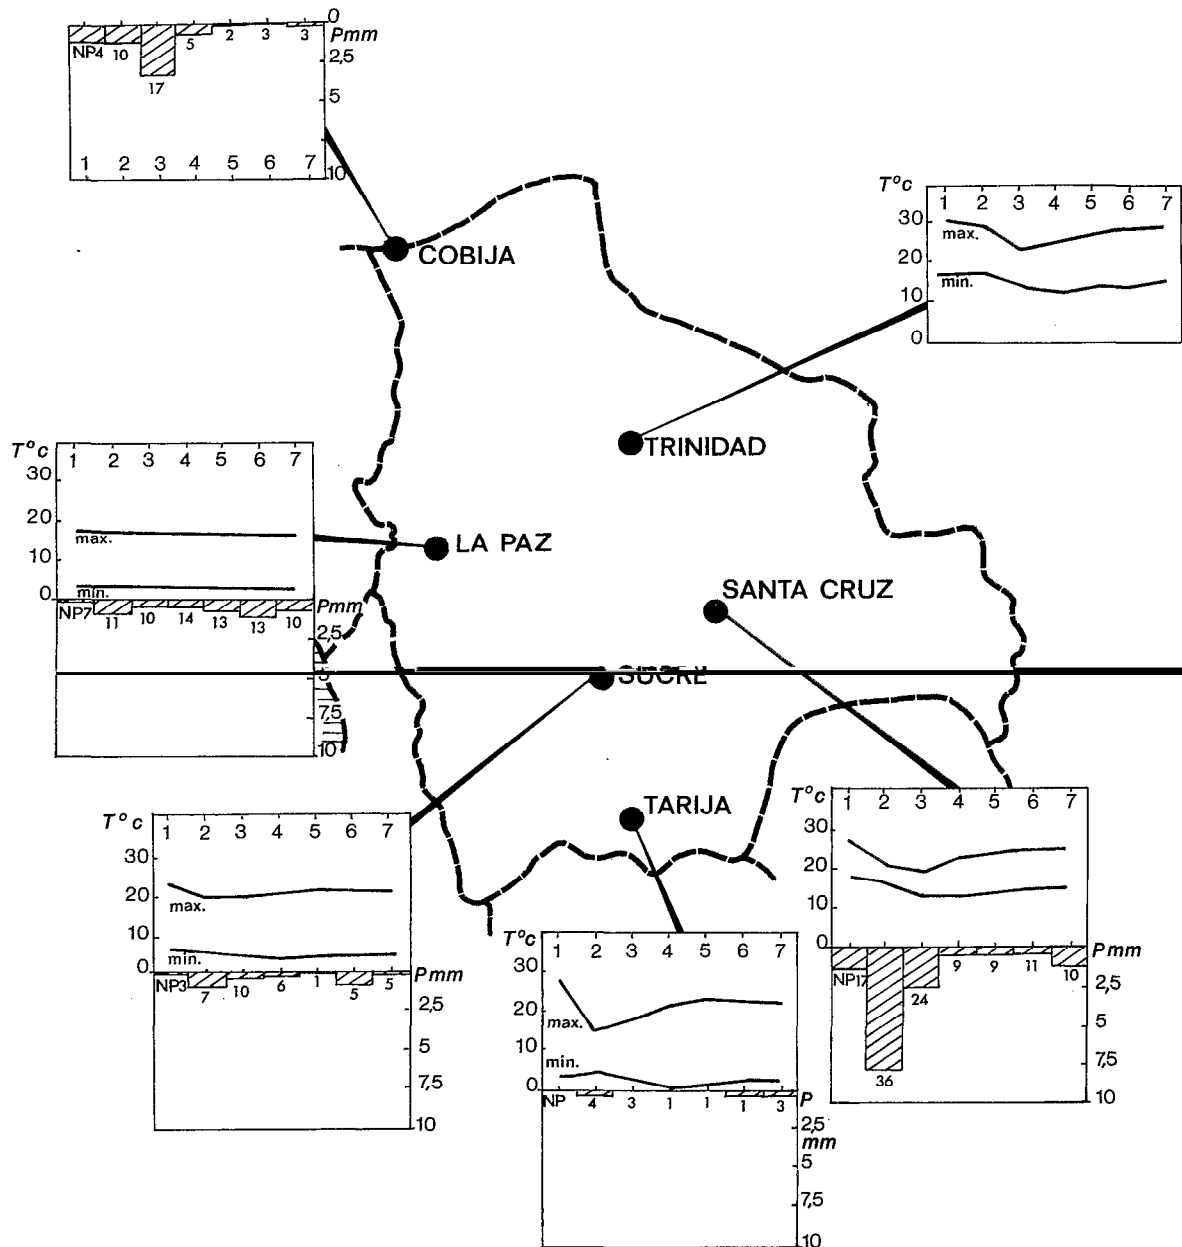 0
Pmm
NP4 10 17 5 2 3 3
2,5
5
10
1 2 3 4 5 6 7
COBIJA
T°c
1 2 3 4 5 6 7
30
max.
20
min.
10
0
TRINIDAD
T°c
1 2 3 4 5 6 7
30
20
max.
10
min.
0
NP7 11 10 14 13 13 10
Pmm
2,5
5
7,5
10
LA PAZ
SANTA CRUZ
SUCRE
TARIJA
T°c
1 2 3 4 5 6 7
30
20
max.
10
min.
0
NP3 7 10 6 1 5 5
Pmm
2,5
5
7,5
10
T°c
1 2 3 4 5 6 7
30
20
max.
10
min.
0
NP 4 3 1 1 1 3
P
2,5
mm
5
7,5
10
T°c
1 2 3 4 5 6 7
30
20
10
0
Pmm
NP17 36 24 9 9 11 10
2,5
5
7,5
10